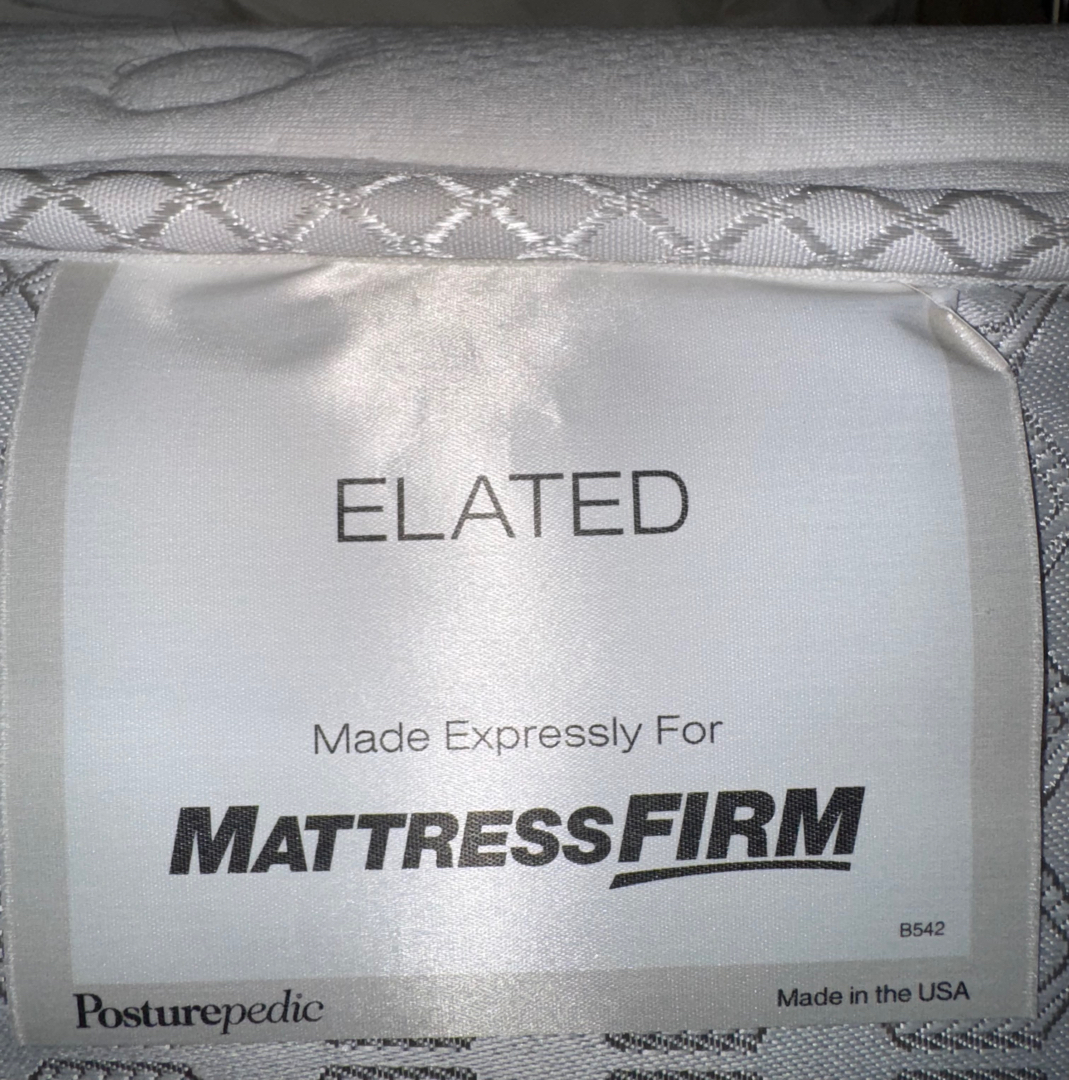 ELATED
Made Expressly For
MATTRESSFIRM
B542
Posturepedic
Made in the USA